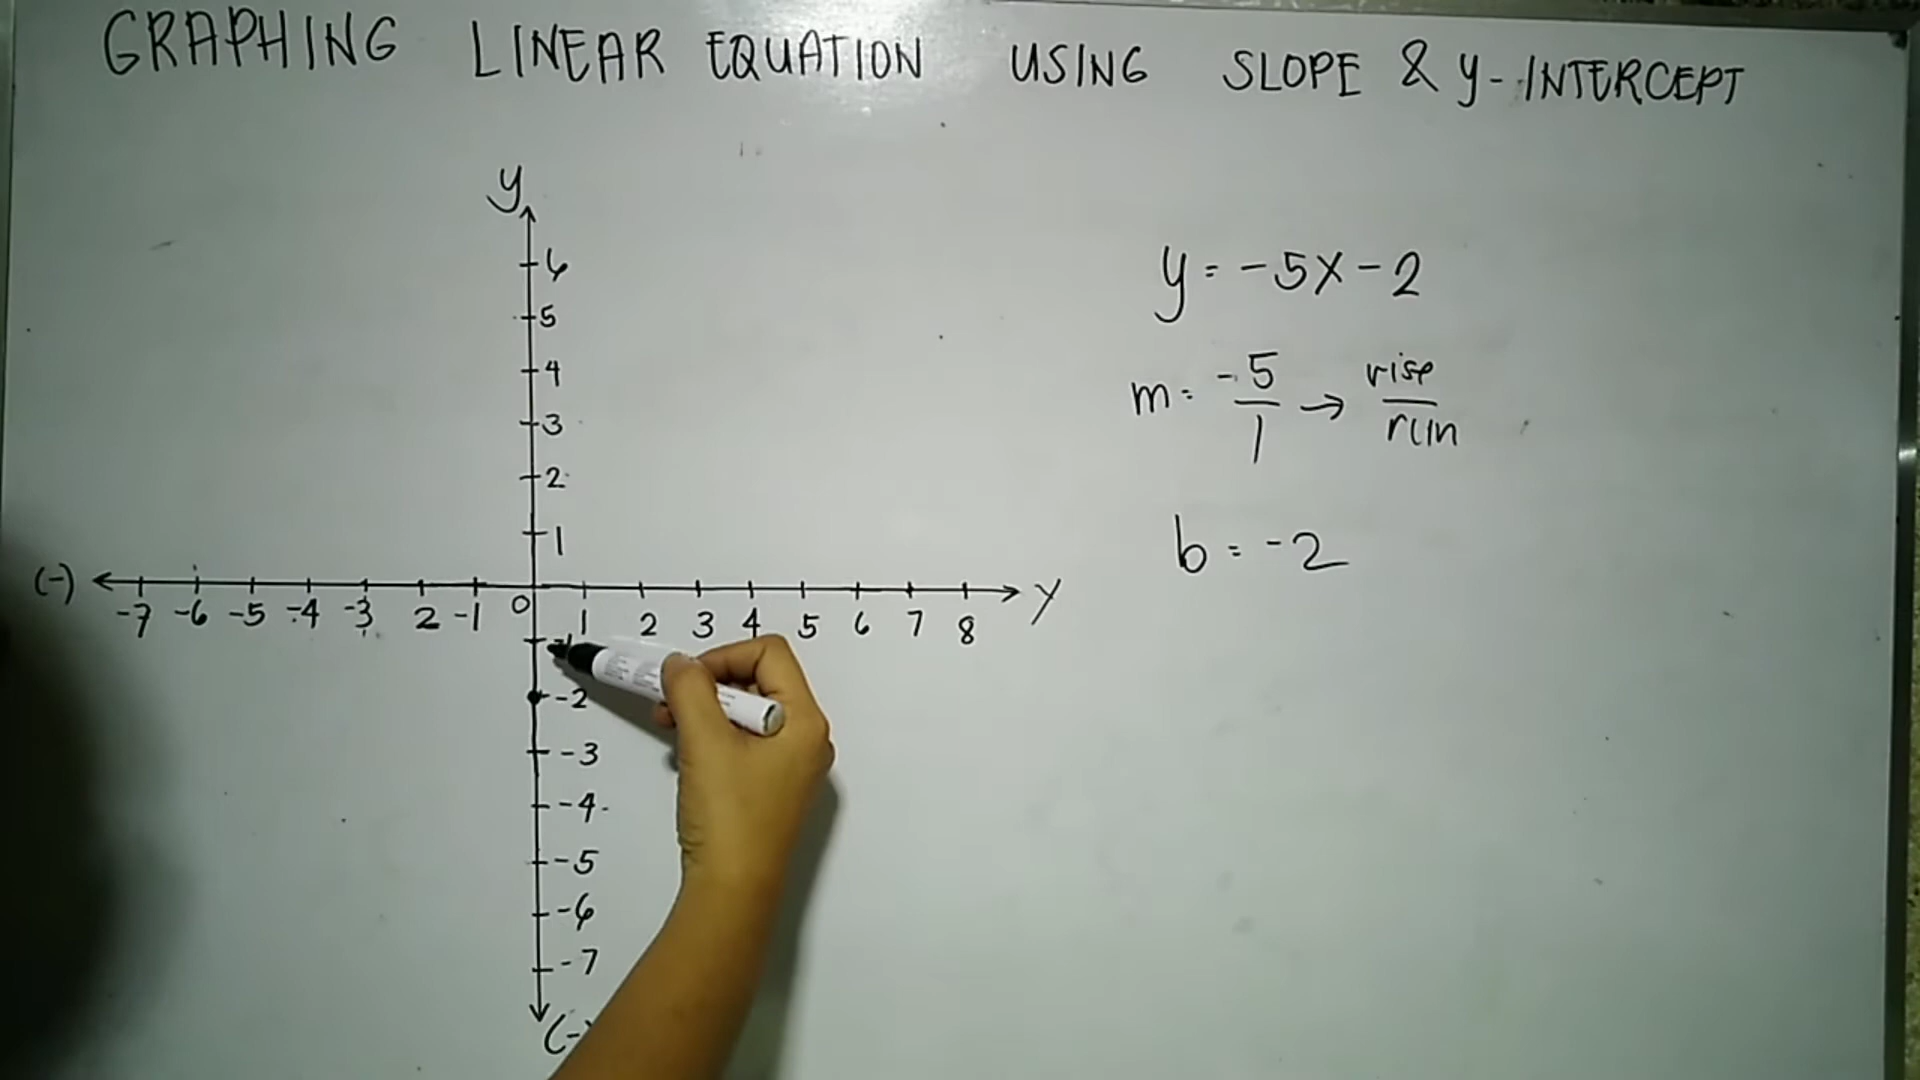 GRAPHING LINEAR EQUATION USING SLOPE & y-INTERCEPT
y
6
5
4
3
2
1
(-) -7 -6 -5 -4 -3 2 -1 0 1 2 3 4 5 6 7 8 y
-1
-2
-3
-4
-5
-6
-7
y = -5x - 2
m = -5/1 → rise/run
b = -2